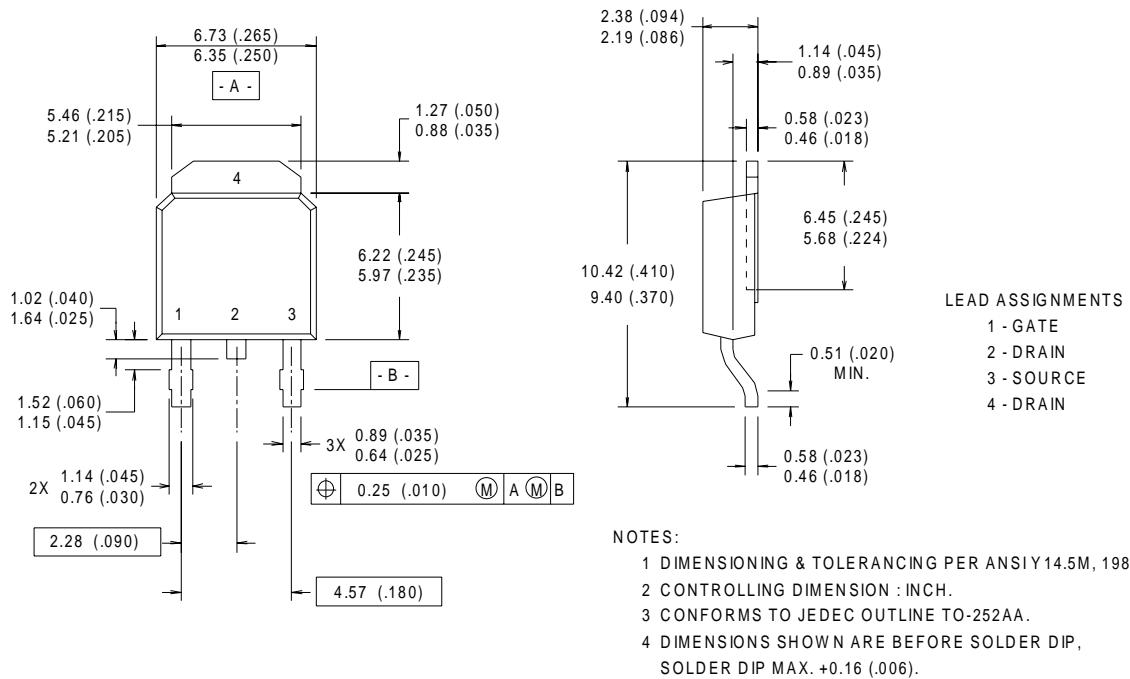 6.73 (.265)
6.35 (.250)
- A -
5.46 (.215)
5.21 (.205)
1.27 (.050)
0.88 (.035)
4
6.22 (.245)
5.97 (.235)
1.02 (.040)
1.64 (.025)
1 2 3
- B -
1.52 (.060)
1.15 (.045)
3X 0.89 (.035)
0.64 (.025)
2X 1.14 (.045)
0.76 (.030)
0.25 (.010) M A M B
2.28 (.090)
4.57 (.180)
2.38 (.094)
2.19 (.086)
1.14 (.045)
0.89 (.035)
0.58 (.023)
0.46 (.018)
6.45 (.245)
5.68 (.224)
10.42 (.410)
9.40 (.370)
0.51 (.020)
MIN.
0.58 (.023)
0.46 (.018)
LEAD ASSIGNMENTS
1 - GATE
2 - DRAIN
3 - SOURCE
4 - DRAIN
NOTES:
1 DIMENSIONING & TOLERANCING PER ANSI Y14.5M, 198
2 CONTROLLING DIMENSION : INCH.
3 CONFORMS TO JEDEC OUTLINE TO-252AA.
4 DIMENSIONS SHOWN ARE BEFORE SOLDER DIP,
SOLDER DIP MAX. +0.16 (.006).